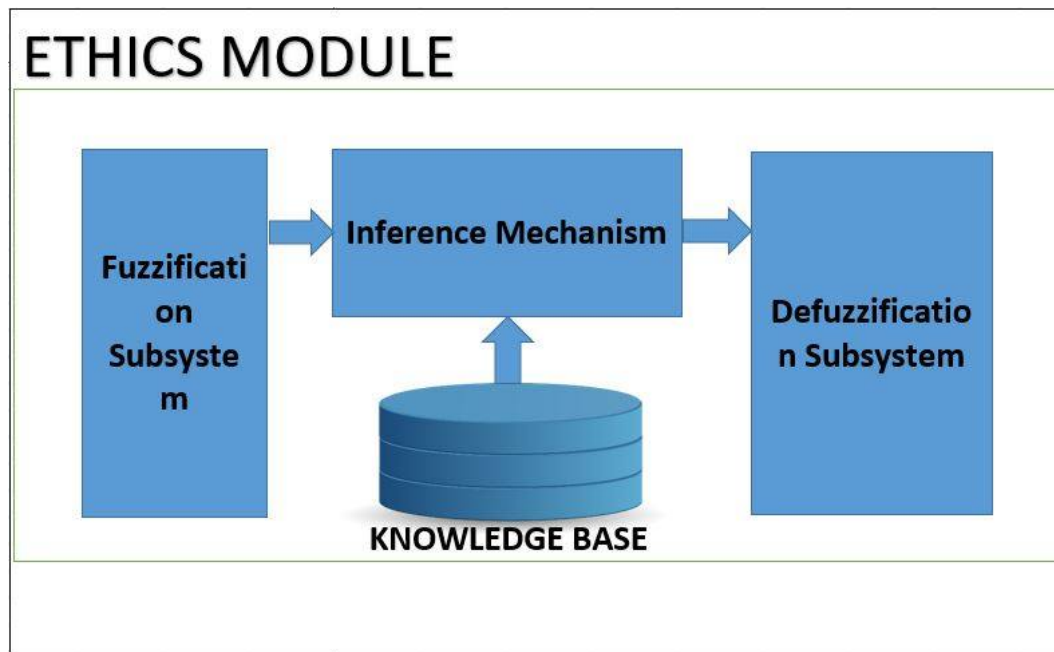 ETHICS MODULE
Fuzzificati
on
Subsyste
m
Inference Mechanism
Defuzzificatio
n Subsystem
KNOWLEDGE BASE